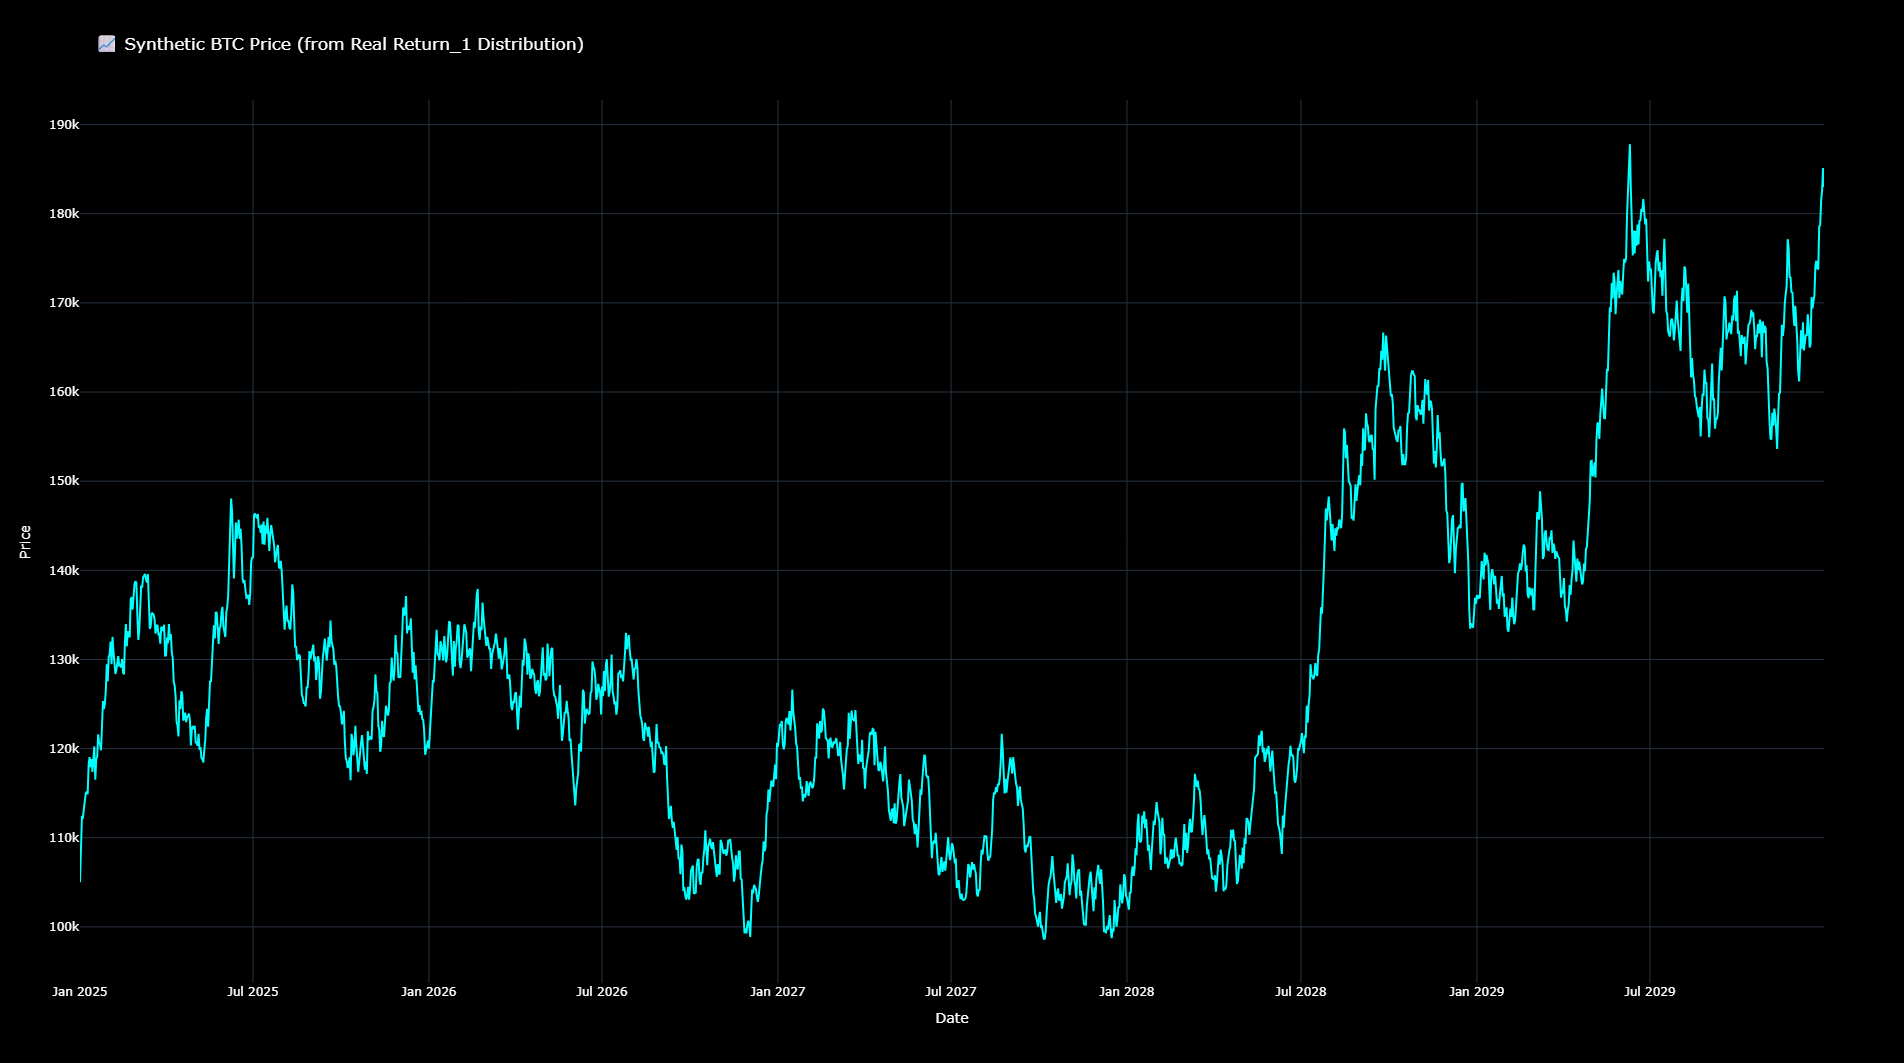 📈 Synthetic BTC Price (from Real Return_1 Distribution)
190k
180k
170k
160k
150k
140k
130k
120k
110k
100k
Price
Jan 2025 Jul 2025 Jan 2026 Jul 2026 Jan 2027 Jul 2027 Jan 2028 Jul 2028 Jan 2029 Jul 2029
Date